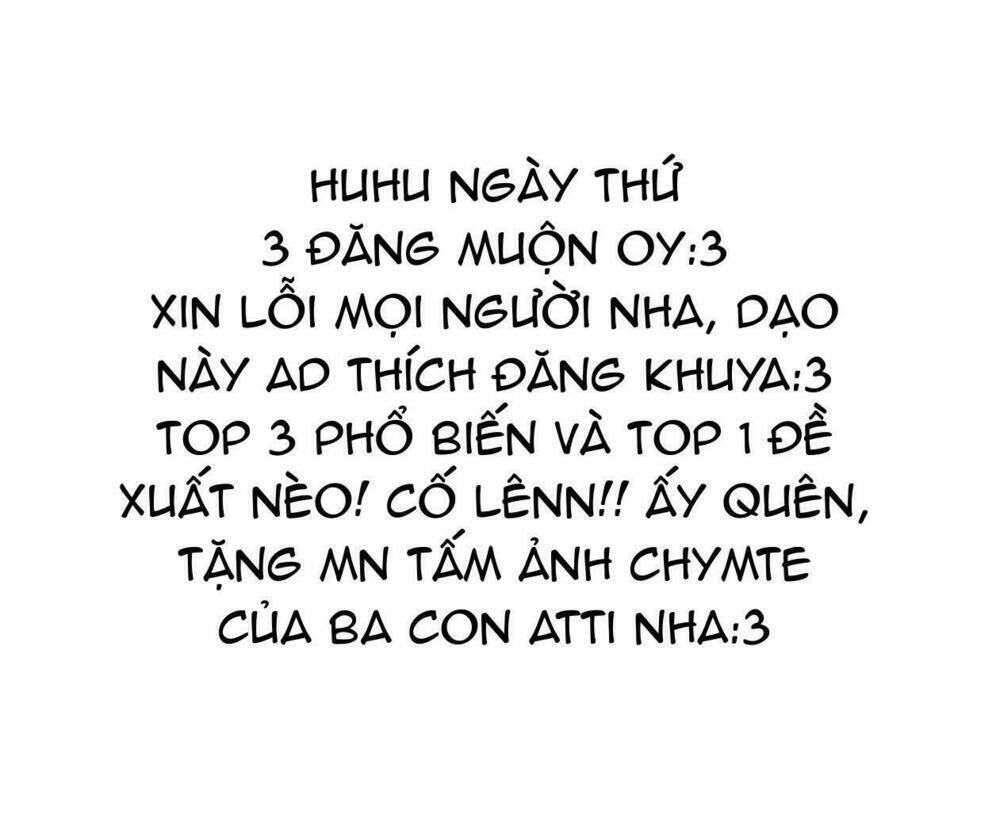 HUHU NGÀY THỨ
3 ĐĂNG MUỘN OY:3
XIN LỖI MỌI NGƯỜI NHA, DẠO
NÀY AD THÍCH ĐĂNG KHUYA:3
TOP 3 PHỔ BIẾN VÀ TOP 1 ĐỀ
XUẤT NÈO! CỐ LÊNN!! ẤY QUÊN,
TẶNG MN TẤM ẢNH CHYMTE
CỦA BA CON ATTI NHA:3